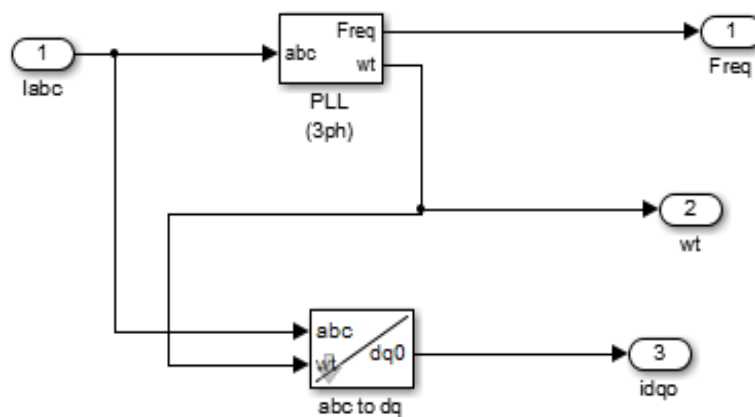 1
Iabc
abc
Freq
wt
PLL
(3ph)
1
Freq
2
wt
abc
wt
dq0
abc to dq
3
idqo